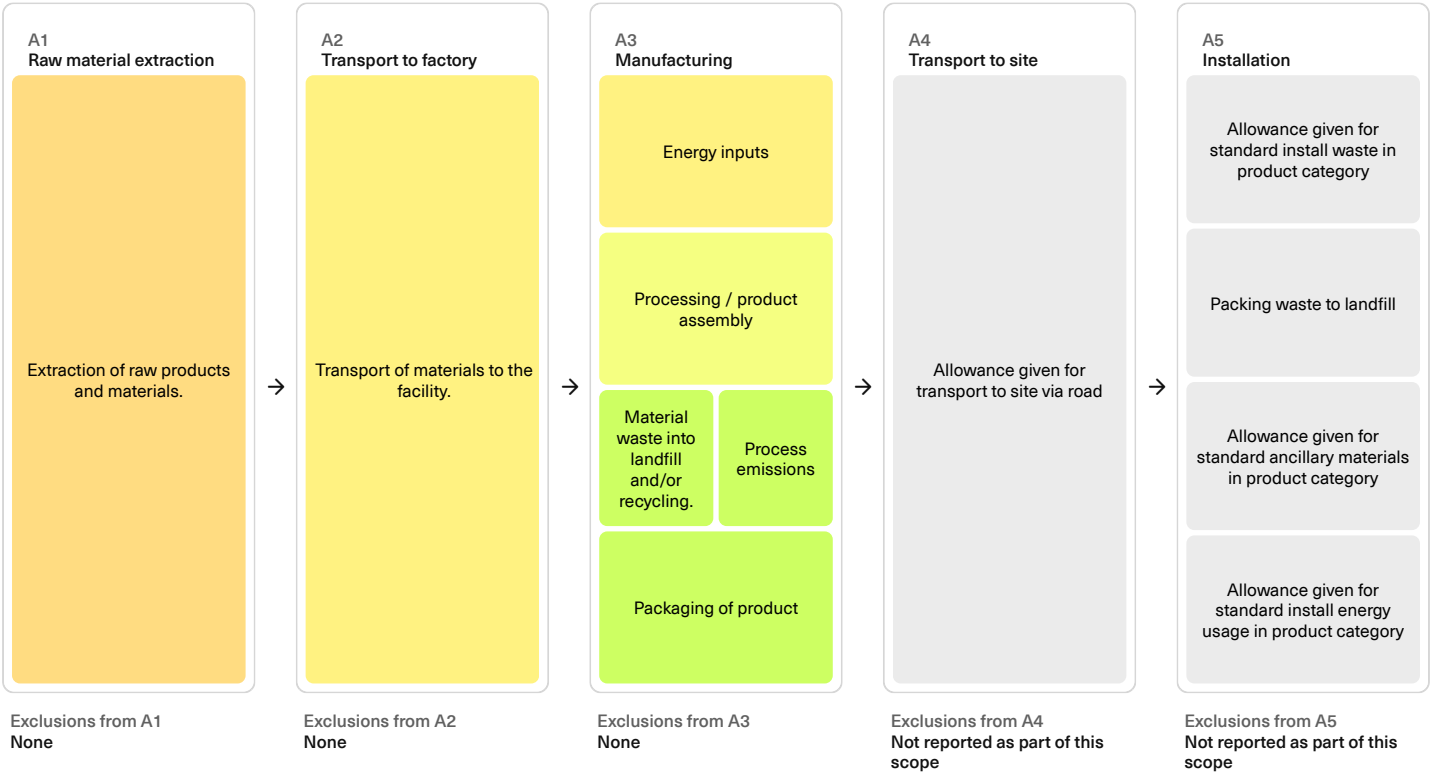 A1
Raw material extraction
Extraction of raw products
and materials.
Exclusions from A1
None
A2
Transport to factory
Transport of materials to the
facility.
Exclusions from A2
None
A3
Manufacturing
Energy inputs
Processing / product
assembly
Material
waste into
landfill
and/or
recycling.
Process
emissions
Packaging of product
Exclusions from A3
None
A4
Transport to site
Allowance given for
transport to site via road
Exclusions from A4
Not reported as part of this
scope
A5
Installation
Allowance given for
standard install waste in
product category
Packing waste to landfill
Allowance given for
standard ancillary materials
in product category
Allowance given for
standard install energy
usage in product category
Exclusions from A5
Not reported as part of this
scope